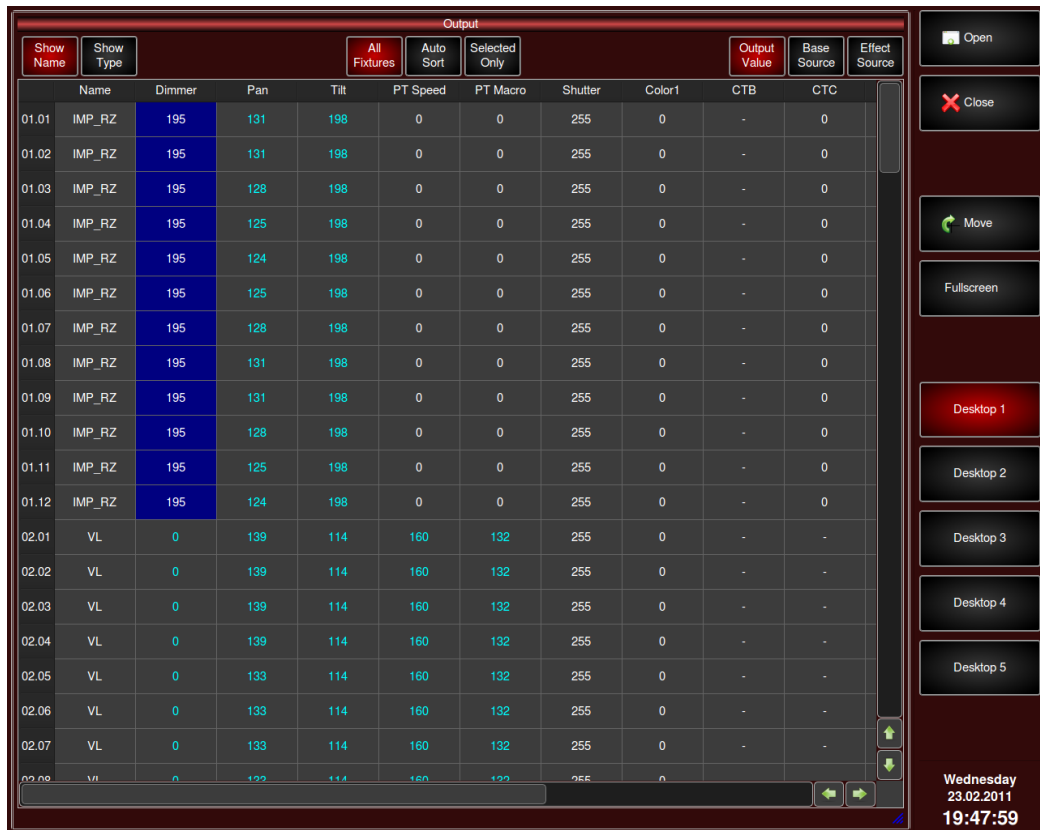 Output
Show Name
Show Type
All Fixtures
Auto Sort
Selected Only
Output Value
Base Source
Effect Source
Name Dimmer Pan Tilt PT Speed PT Macro Shutter Color1 CTB CTC
01.01 IMP_RZ 195 131 198 0 0 255 0 - 0
01.02 IMP_RZ 195 131 198 0 0 255 0 - 0
01.03 IMP_RZ 195 128 198 0 0 255 0 - 0
01.04 IMP_RZ 195 125 198 0 0 255 0 - 0
01.05 IMP_RZ 195 124 198 0 0 255 0 - 0
01.06 IMP_RZ 195 125 198 0 0 255 0 - 0
01.07 IMP_RZ 195 128 198 0 0 255 0 - 0
01.08 IMP_RZ 195 131 198 0 0 255 0 - 0
01.09 IMP_RZ 195 131 198 0 0 255 0 - 0
01.10 IMP_RZ 195 128 198 0 0 255 0 - 0
01.11 IMP_RZ 195 125 198 0 0 255 0 - 0
01.12 IMP_RZ 195 124 198 0 0 255 0 - 0
02.01 VL 0 139 114 160 132 255 0 - -
02.02 VL 0 139 114 160 132 255 0 - -
02.03 VL 0 139 114 160 132 255 0 - -
02.04 VL 0 139 114 160 132 255 0 - -
02.05 VL 0 133 114 160 132 255 0 - -
02.06 VL 0 133 114 160 132 255 0 - -
02.07 VL 0 133 114 160 132 255 0 - -
02.08 VL 0 133 114 160 132 255 0
Open
Close
Move
Fullscreen
Desktop 1
Desktop 2
Desktop 3
Desktop 4
Desktop 5
Wednesday
23.02.2011
19:47:59